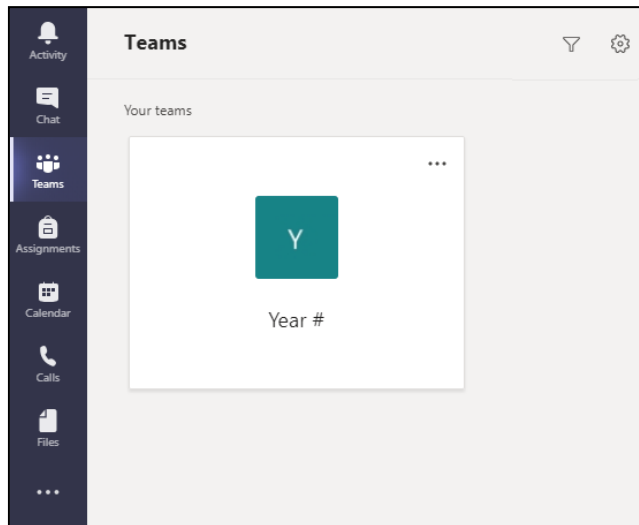 Activity
Chat
Teams
Assignments
Calendar
Calls
Files
Teams
Your teams
Y
Year #